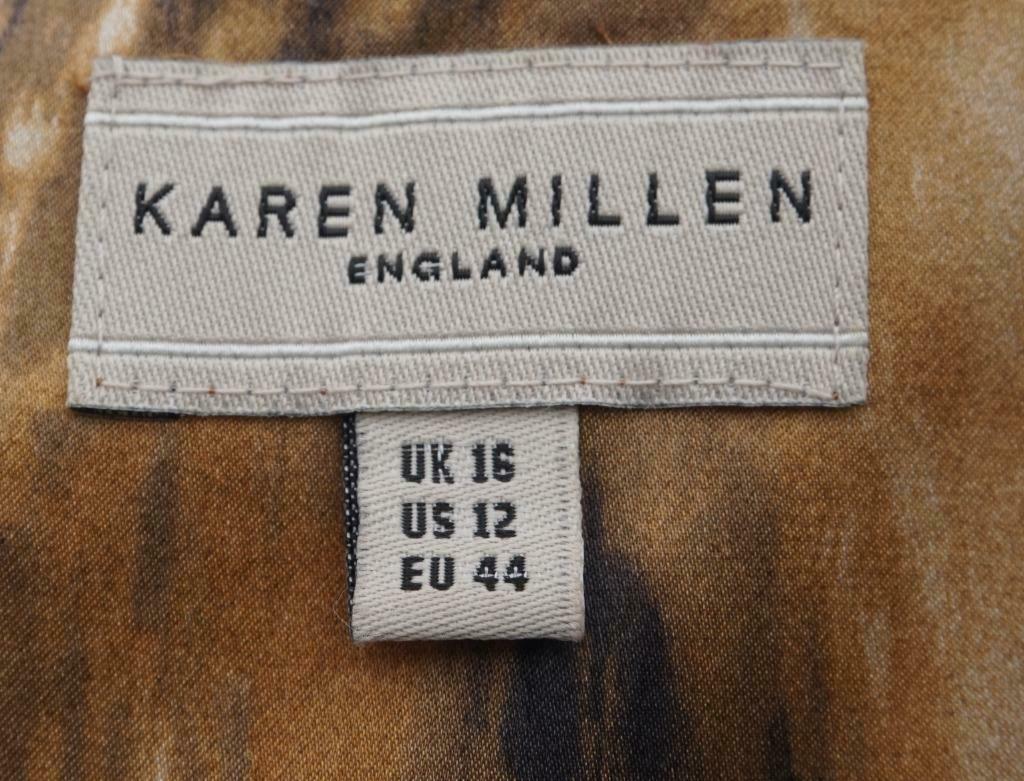 KAREN MILLEN
ENGLAND
UK 16
US 12
EU 44